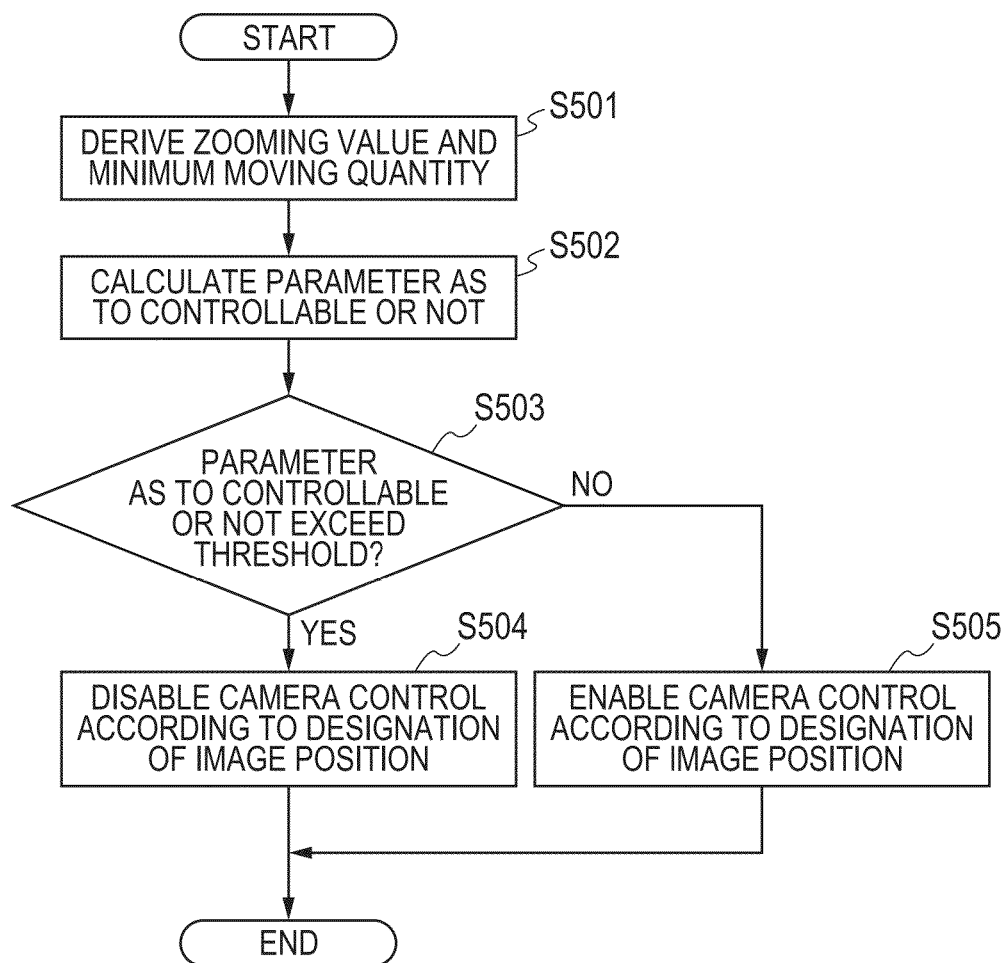 START
S501
DERIVE ZOOMING VALUE AND
MINIMUM MOVING QUANTITY
S502
CALCULATE PARAMETER AS
TO CONTROLLABLE OR NOT
S503
PARAMETER
AS TO CONTROLLABLE
OR NOT EXCEED
THRESHOLD?
NO
YES
S504
DISABLE CAMERA CONTROL
ACCORDING TO DESIGNATION
OF IMAGE POSITION
S505
ENABLE CAMERA CONTROL
ACCORDING TO DESIGNATION
OF IMAGE POSITION
END